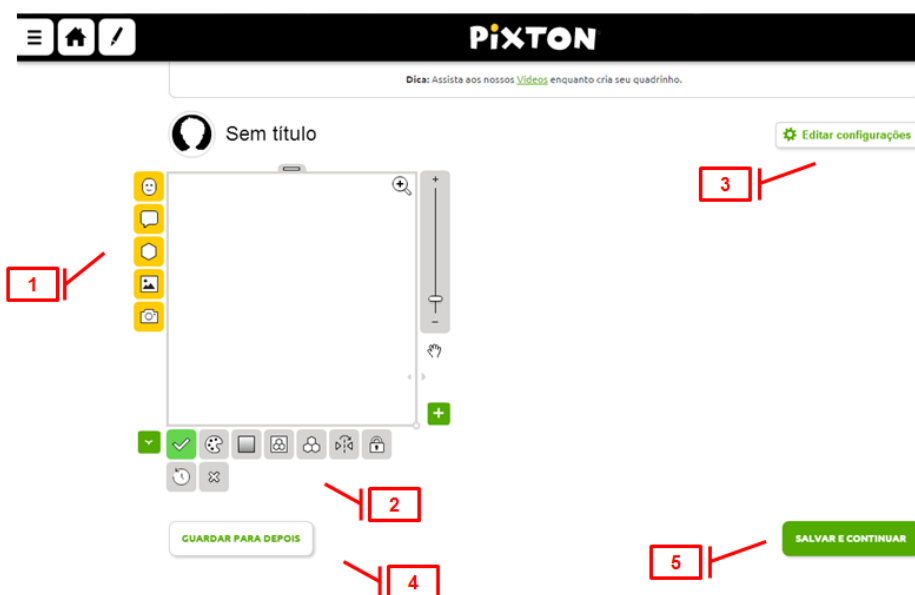 PiXTON
Dica: Assista aos nossos Vídeos enquanto cria seu quadrinho.
Sem título
Editar configurações
3
1
2
GUARDAR PARA DEPOIS
SALVAR E CONTINUAR
5
4